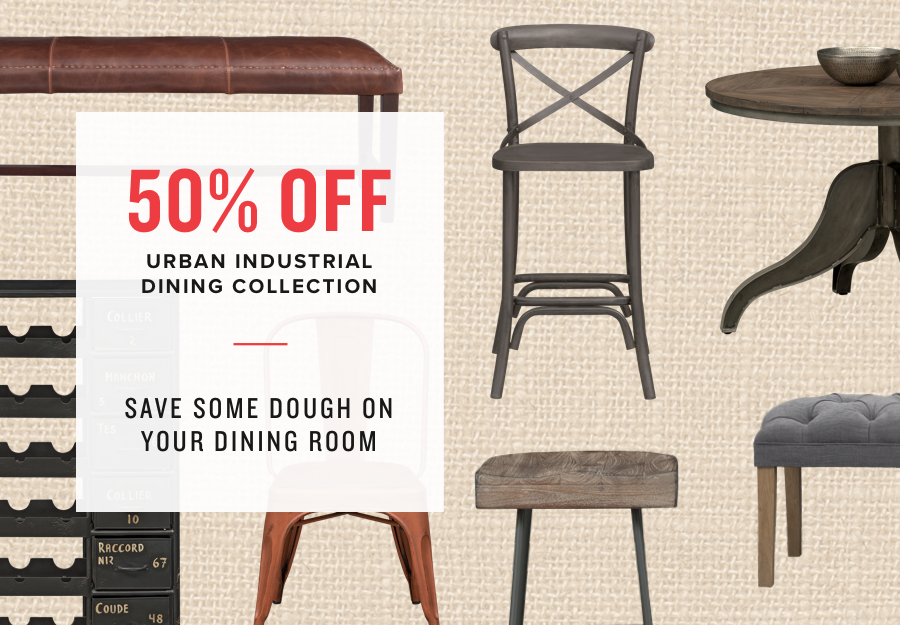 50% OFF
URBAN INDUSTRIAL
DINING COLLECTION
SAVE SOME DOUGH ON
YOUR DINING ROOM
COLLIER
COLLIER
10
RACCORD
N12 67
COUDE
48